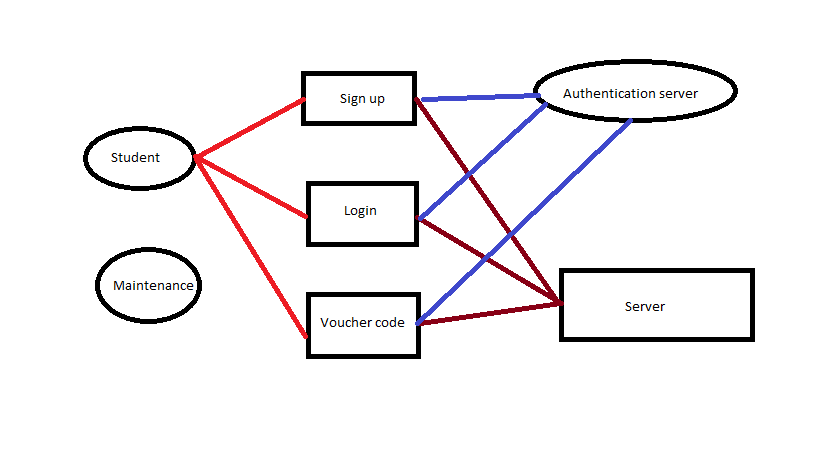 Sign up
Authentication server
Student
Login
Maintenance
Server
Voucher code